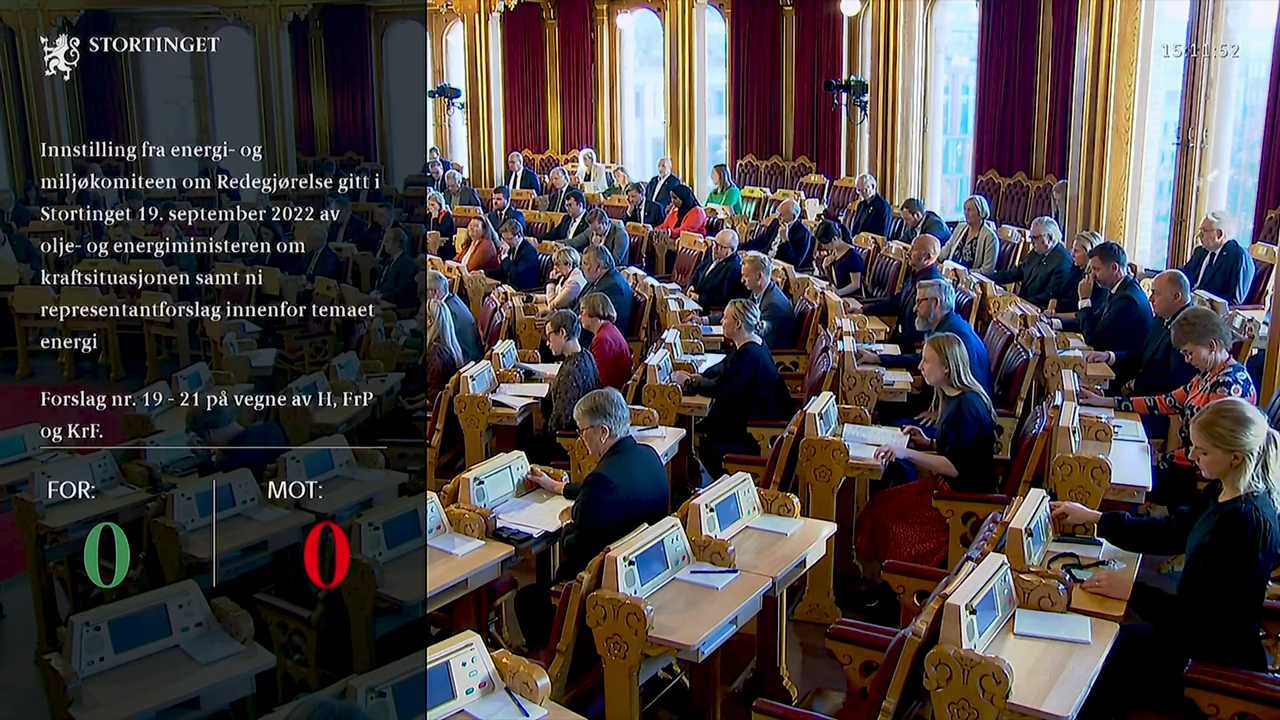 STORTINGET
15:11:52
Innstilling fra energi- og
miljøkomiteen om Redegjørelse gitt i
Stortinget 19. september 2022 av
olje- og energiministeren om
kraftsituasjonen samt ni
representantforslag innenfor temaet
energi
Forslag nr. 19 - 21 på vegne av H, FrP
og KrF.
FOR: MOT:
0 0